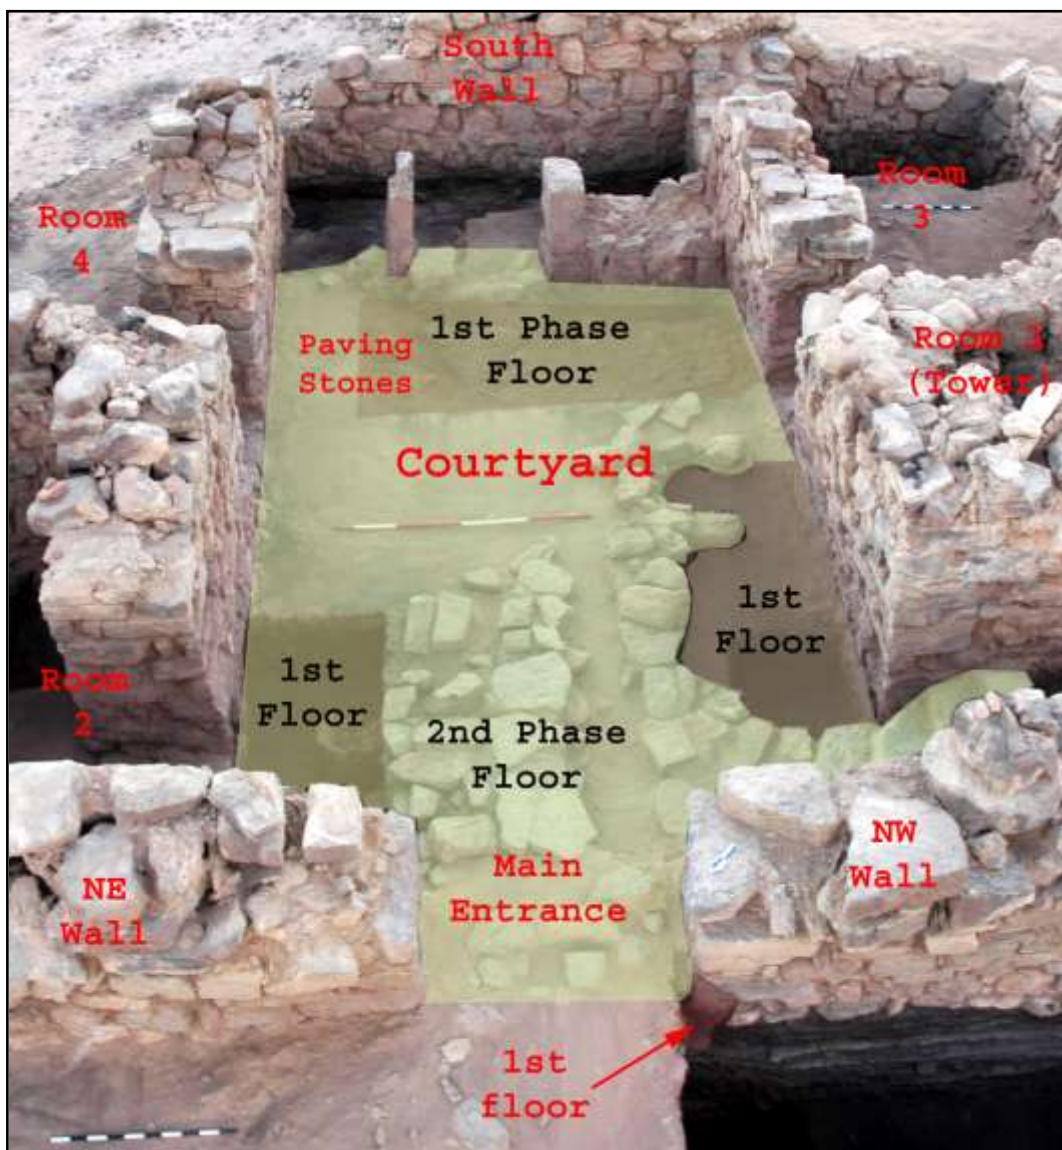 South
Wall
Room
3
Room
4
1st Phase
Floor
Paving
Stones
Room 1
(Tower)
Courtyard
1st
Floor
1st
Floor
Room
2
2nd Phase
Floor
NW
Wall
Main
Entrance
NE
Wall
1st
floor